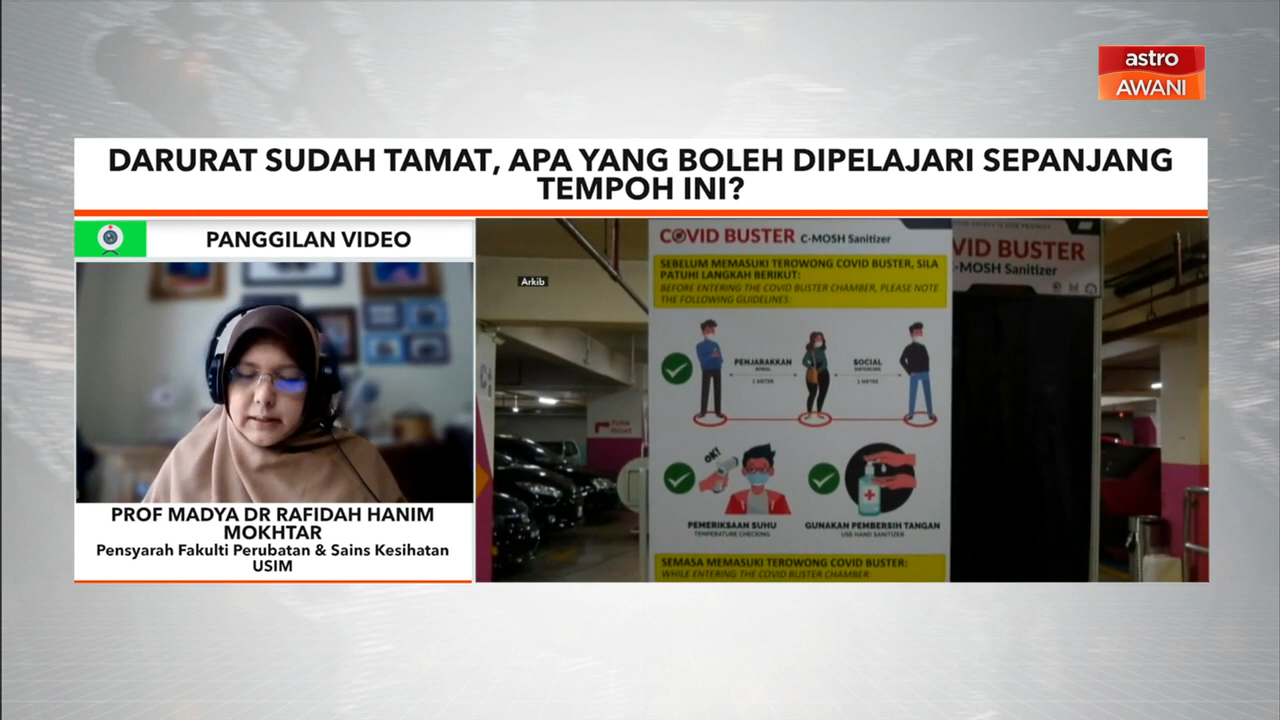 astro
AWANI
DARURAT SUDAH TAMAT, APA YANG BOLEH DIPELAJARI SEPANJANG
TEMPOH INI?
PANGGILAN VIDEO
PROF MADYA DR RAFIDAH HANIM
MOKHTAR
Pensyarah Fakulti Perubatan & Sains Kesihatan
USIM
Arkib
COVID BUSTER C-MOSH Sanitizer
SEBELUM MEMASUKI TEROWONG COVID BUSTER, SILA
PATUHI LANGKAH BERIKUT:
BEFORE ENTERING THE COVID BUSTER CHAMBER, PLEASE NOTE
THE FOLLOWING GUIDELINES:
PENJARAKKAN
1 METER
SOCIAL
DISTANCING
1 METRE
OK!
PEMERIKSAAN SUHU
TEMPERATURE CHECKING
GUNAKAN PEMBERSIH TANGAN
USE HAND SANITIZER
SEMASA MEMASUKI TEROWONG COVID BUSTER:
WHILE ENTERING THE COVID BUSTER CHAMBER:
VID BUSTER
-MOSH Sanitizer